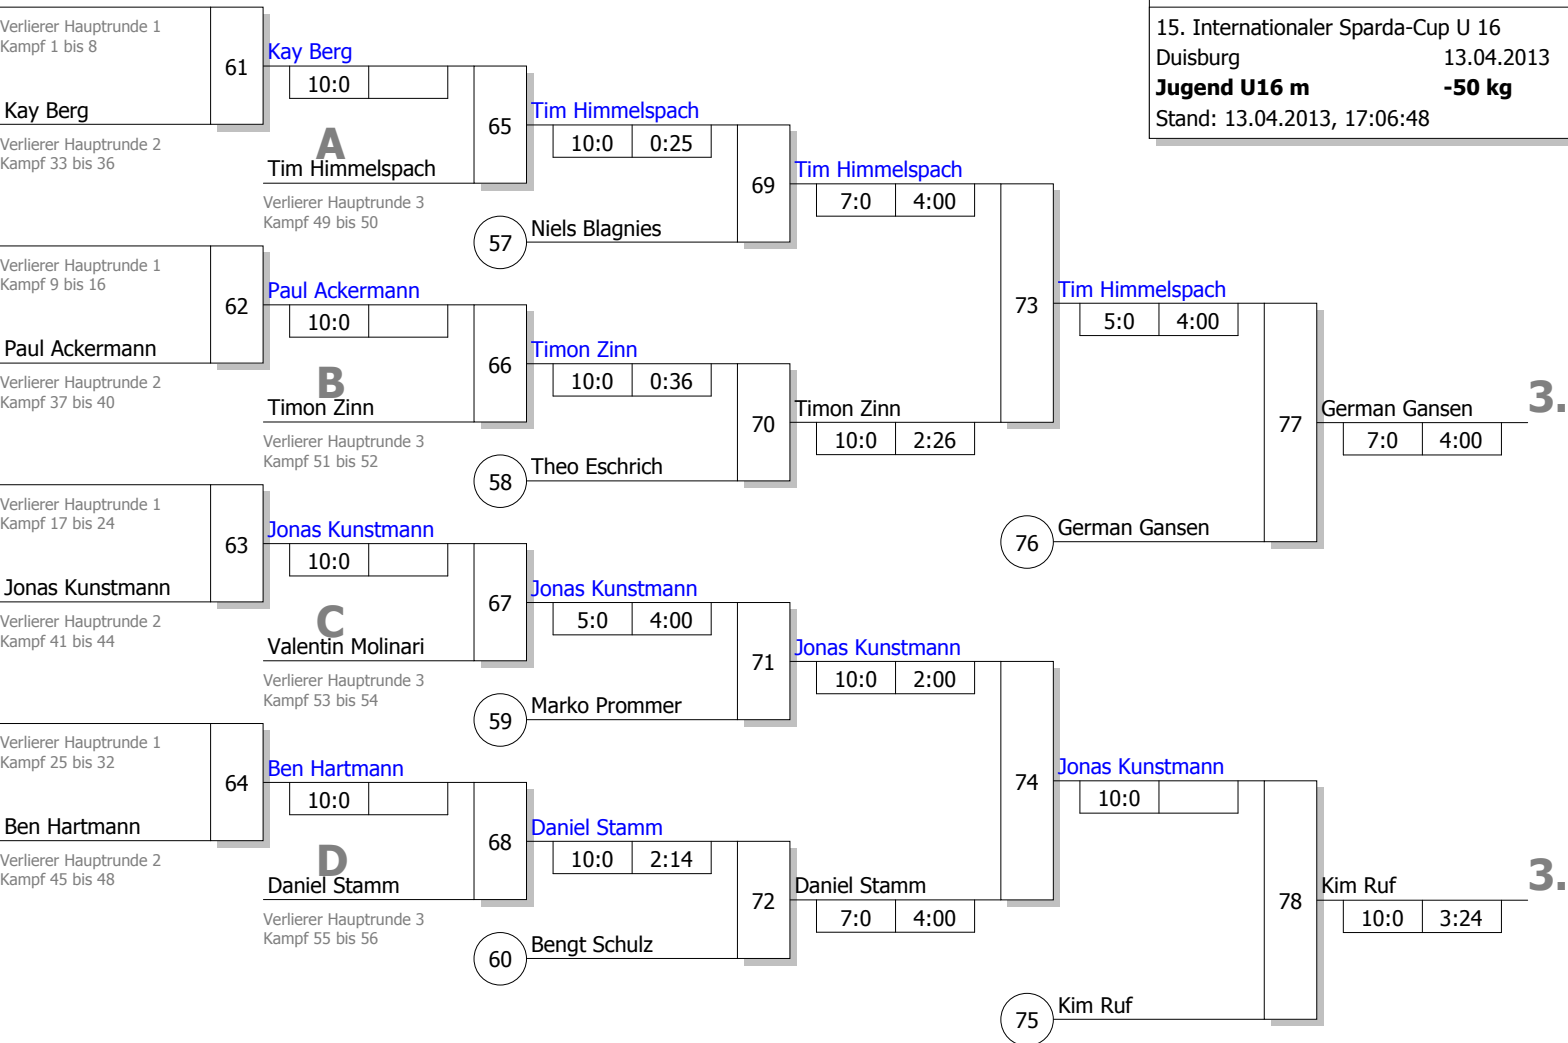 15. Internationaler Sparda-Cup U 16
Duisburg 13.04.2013
Jugend U16 m -50 kg
Stand: 13.04.2013, 17:06:48
Verlierer Hauptrunde 1
Kampf 1 bis 8
61
Kay Berg
10:0
Kay Berg
Verlierer Hauptrunde 2
Kampf 33 bis 36
A
Tim Himmelspach
Verlierer Hauptrunde 3
Kampf 49 bis 50
65
Tim Himmelspach
10:0 0:25
57
Niels Blagnies
69
Tim Himmelspach
7:0 4:00
Verlierer Hauptrunde 1
Kampf 9 bis 16
62
Paul Ackermann
10:0
Paul Ackermann
Verlierer Hauptrunde 2
Kampf 37 bis 40
B
Timon Zinn
Verlierer Hauptrunde 3
Kampf 51 bis 52
66
Timon Zinn
10:0 0:36
58
Theo Eschrich
70
Timon Zinn
10:0 2:26
73
Tim Himmelspach
5:0 4:00
76
German Gansen
77
German Gansen
7:0 4:00
3.
Verlierer Hauptrunde 1
Kampf 17 bis 24
63
Jonas Kunstmann
10:0
Jonas Kunstmann
Verlierer Hauptrunde 2
Kampf 41 bis 44
C
Valentin Molinari
Verlierer Hauptrunde 3
Kampf 53 bis 54
67
Jonas Kunstmann
5:0 4:00
59
Marko Prommer
71
Jonas Kunstmann
10:0 2:00
Verlierer Hauptrunde 1
Kampf 25 bis 32
64
Ben Hartmann
10:0
Ben Hartmann
Verlierer Hauptrunde 2
Kampf 45 bis 48
D
Daniel Stamm
Verlierer Hauptrunde 3
Kampf 55 bis 56
68
Daniel Stamm
10:0 2:14
60
Bengt Schulz
72
Daniel Stamm
7:0 4:00
74
Jonas Kunstmann
10:0
75
Kim Ruf
78
Kim Ruf
10:0 3:24
3.